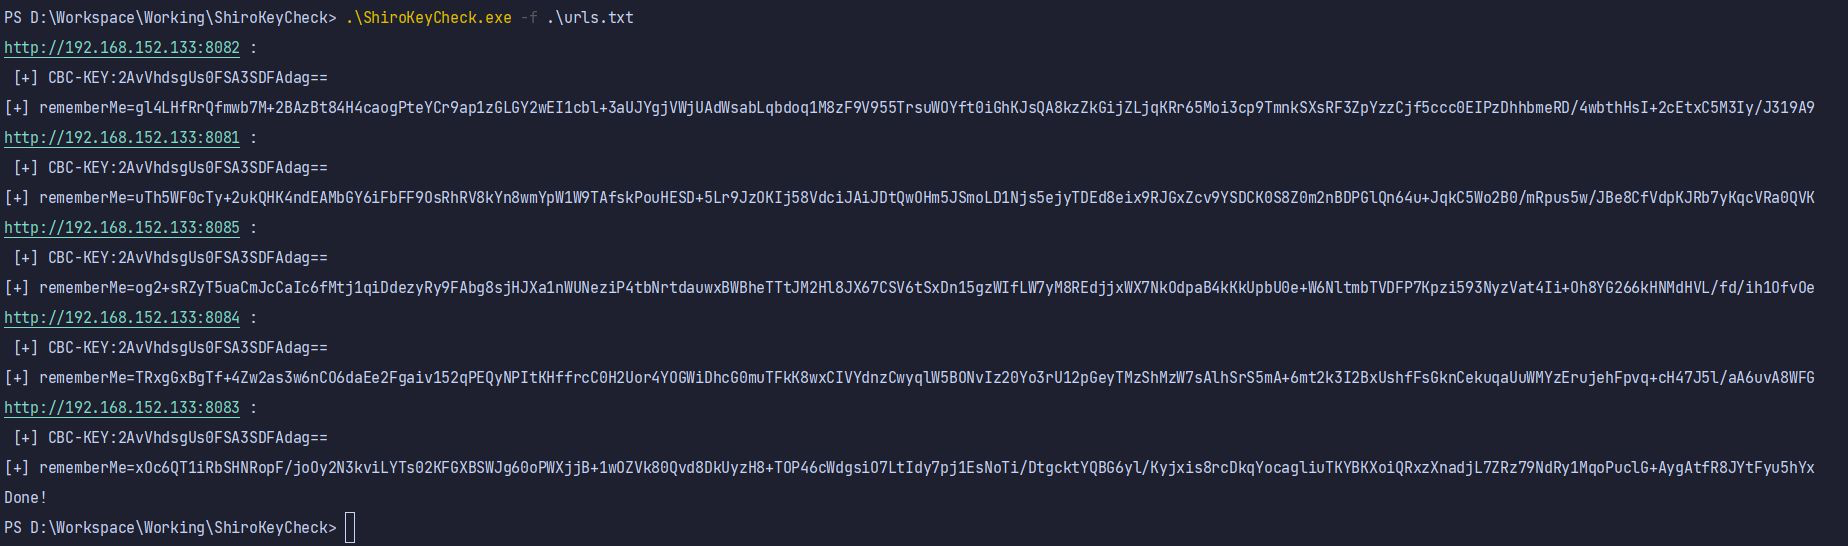 PS D:\Workspace\Working\ShiroKeyCheck> .\ShiroKeyCheck.exe -f .\urls.txt
http://192.168.152.133:8082 :
 [+] CBC-KEY:2AvVhdsgUs0FSA3SDFAdag==
[+] rememberMe=gl4LHfRrQfmwb7M+2BAzBt84H4caogPteYCr9ap1zGLGY2wEI1cbl+3aUJYgjVWjUAdWsabLqbdoq1M8zF9V955TrsuWOYft0iGhKJsQA8kzZkGijZLjqKRr65Moi3cp9TmnkSXsRF3ZpYzzCjf5ccc0EIPzDhhbmeRD/4wbthHsI+2cEtxC5M3Iy/J319A9
http://192.168.152.133:8081 :
 [+] CBC-KEY:2AvVhdsgUs0FSA3SDFAdag==
[+] rememberMe=uTh5WF0cTy+2ukQHK4ndEAMbGY6iFbFF9OsRhRV8kYn8wmYpW1W9TAfskPouHESD+5Lr9JzOKIj58VdciJAiJDtQwOHm5JSmoLD1Njs5ejyTDEd8eix9RJGxZcv9YSDCK0S8Z0m2nBDPGlQn64u+JqkC5Wo2B0/mRpus5w/JBe8CfVdpKJRb7yKqcVRa0QVK
http://192.168.152.133:8085 :
 [+] CBC-KEY:2AvVhdsgUs0FSA3SDFAdag==
[+] rememberMe=og2+sRZyT5uaCmJcCaIc6fMtj1qiDdezyRy9FAbg8sjHJXa1nWUNeziP4tbNrtdauwxBWBheTTtJM2Hl8JX67CSV6tSxDn15gzWIfLW7yM8REdjjxWX7NkOdpaB4kKkUpbU0e+W6NltmbTVDFP7Kpzi593NyzVat4Ii+Oh8YG266kHNMdHVL/fd/ih1OfvOe
http://192.168.152.133:8084 :
 [+] CBC-KEY:2AvVhdsgUs0FSA3SDFAdag==
[+] rememberMe=TRxgGxBgTf+4Zw2as3w6nCO6daEe2Fgaiv152qPEQyNPItKHffrcC0H2Uor4YOGWiDhcG0muTFkK8wxCIVYdnzCwyqlW5BONvIz20Yo3rU12pGeyTMzShMzW7sAlhSrS5mA+6mt2k3I2BxUshfFsGknCekuqaUuWMYzErujehFpvq+cH47J5l/aA6uvA8WFG
http://192.168.152.133:8083 :
 [+] CBC-KEY:2AvVhdsgUs0FSA3SDFAdag==
[+] rememberMe=xOc6QT1iRbSHNRopF/joOy2N3kviLYTs02KFGXBSWJg60oPWXjjB+1wOZVk80Qvd8DkUyzH8+TOP46cWdgsiO7LtIdy7pj1EsNoTi/DtgcktYQBG6yl/Kyjxis8rcDkqYocagliuTKYBKXoiQRxzXnadjL7ZRz79NdRy1MqoPuclG+AygAtfR8JYtFyu5hYx
Done!
PS D:\Workspace\Working\ShiroKeyCheck>